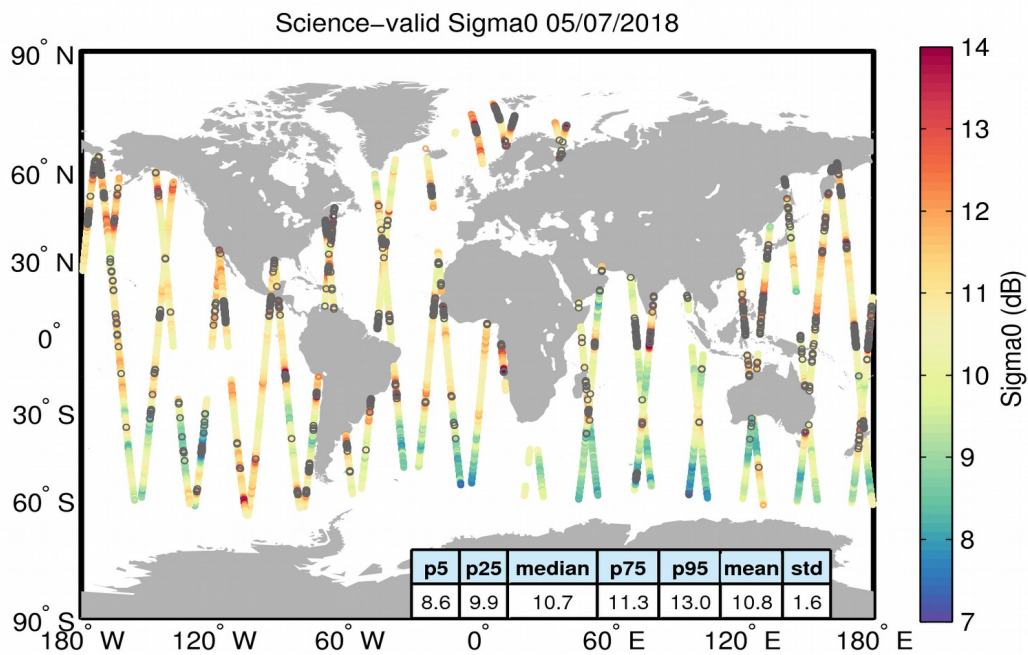 Science−valid Sigma0 05/07/2018
90° N
60° N
30° N
0°
30° S
60° S
90° S
180° W
120° W
60° W
0°
60° E
120° E
180° E
14
13
12
11
10
9
8
7
Sigma0 (dB)
p5 p25 median p75 p95 mean std
8.6 9.9 10.7 11.3 13.0 10.8 1.6